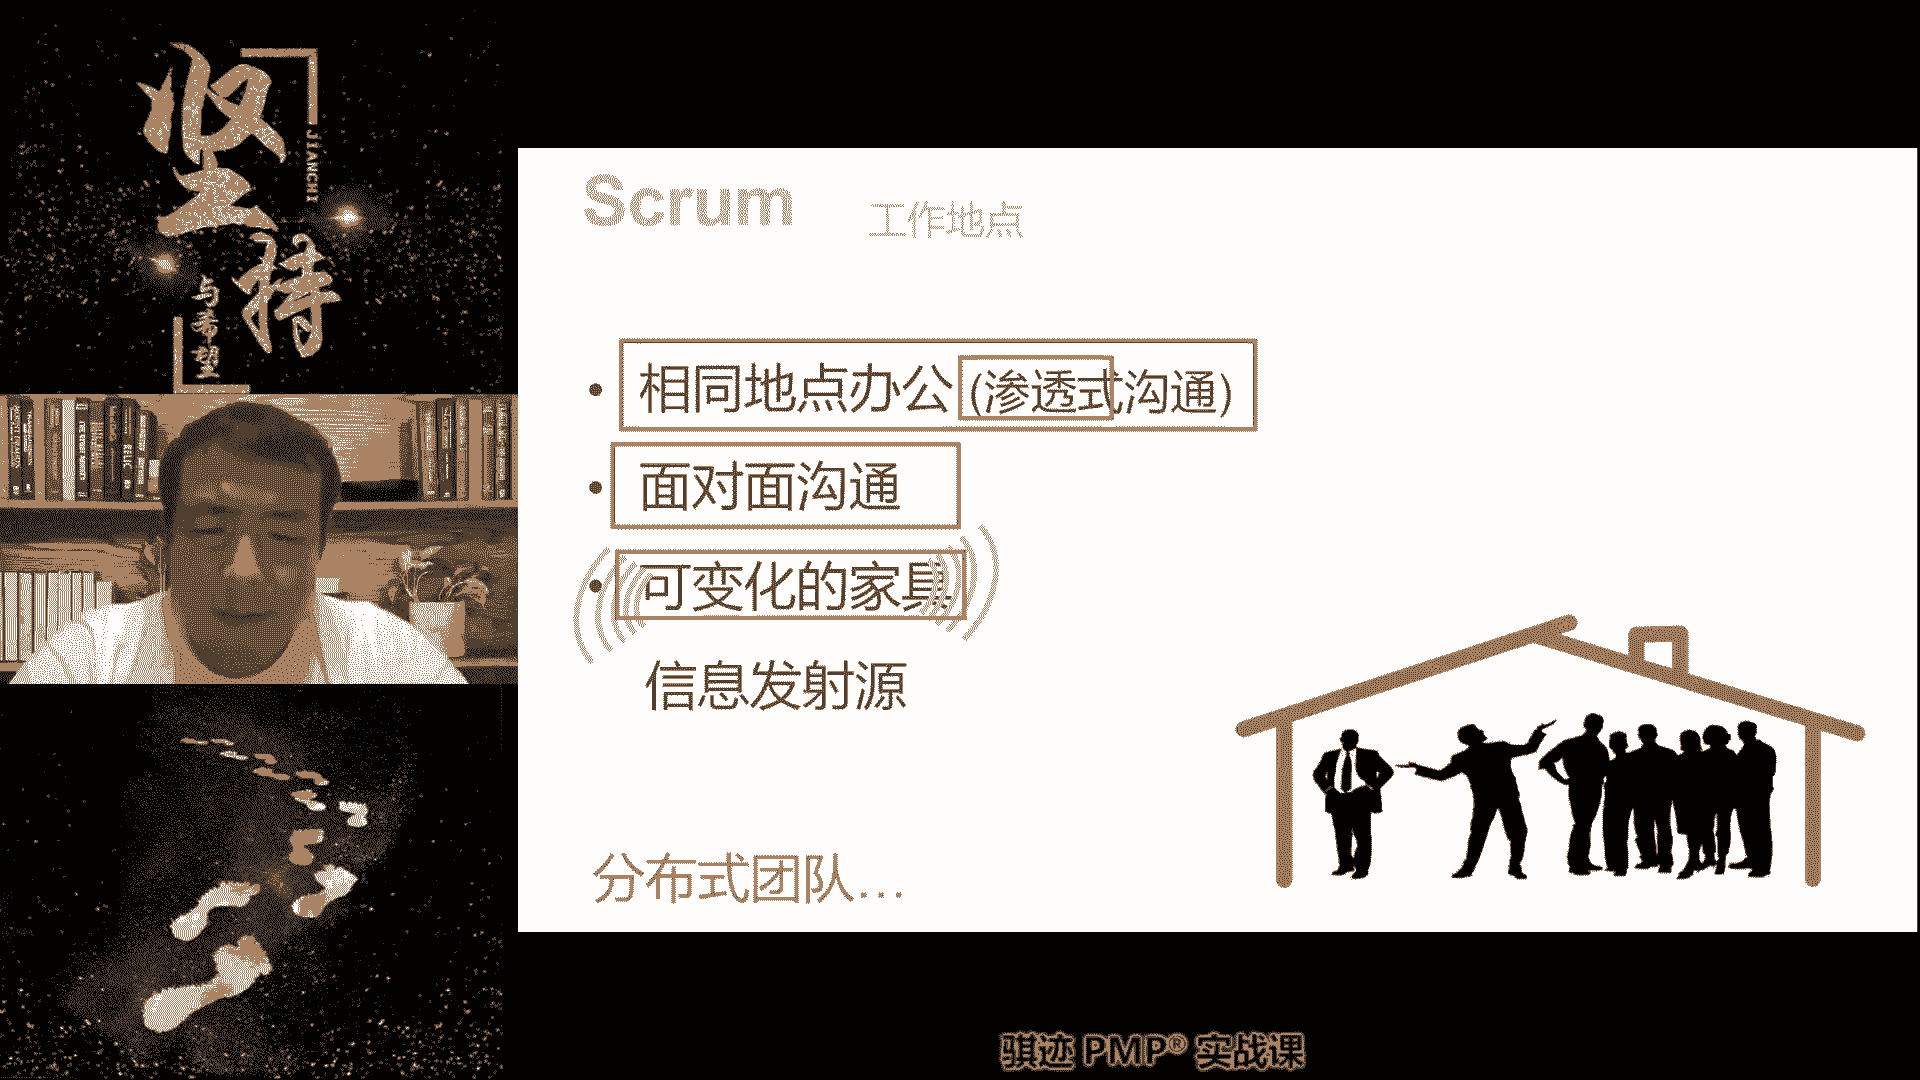 坚持
JIANCHI
与希望
Scrum 工作地点
• 相同地点办公 (渗透式沟通)
• 面对面沟通
• 可变化的家具
信息发射源
分布式团队…
骐迹 PMP® 实战课